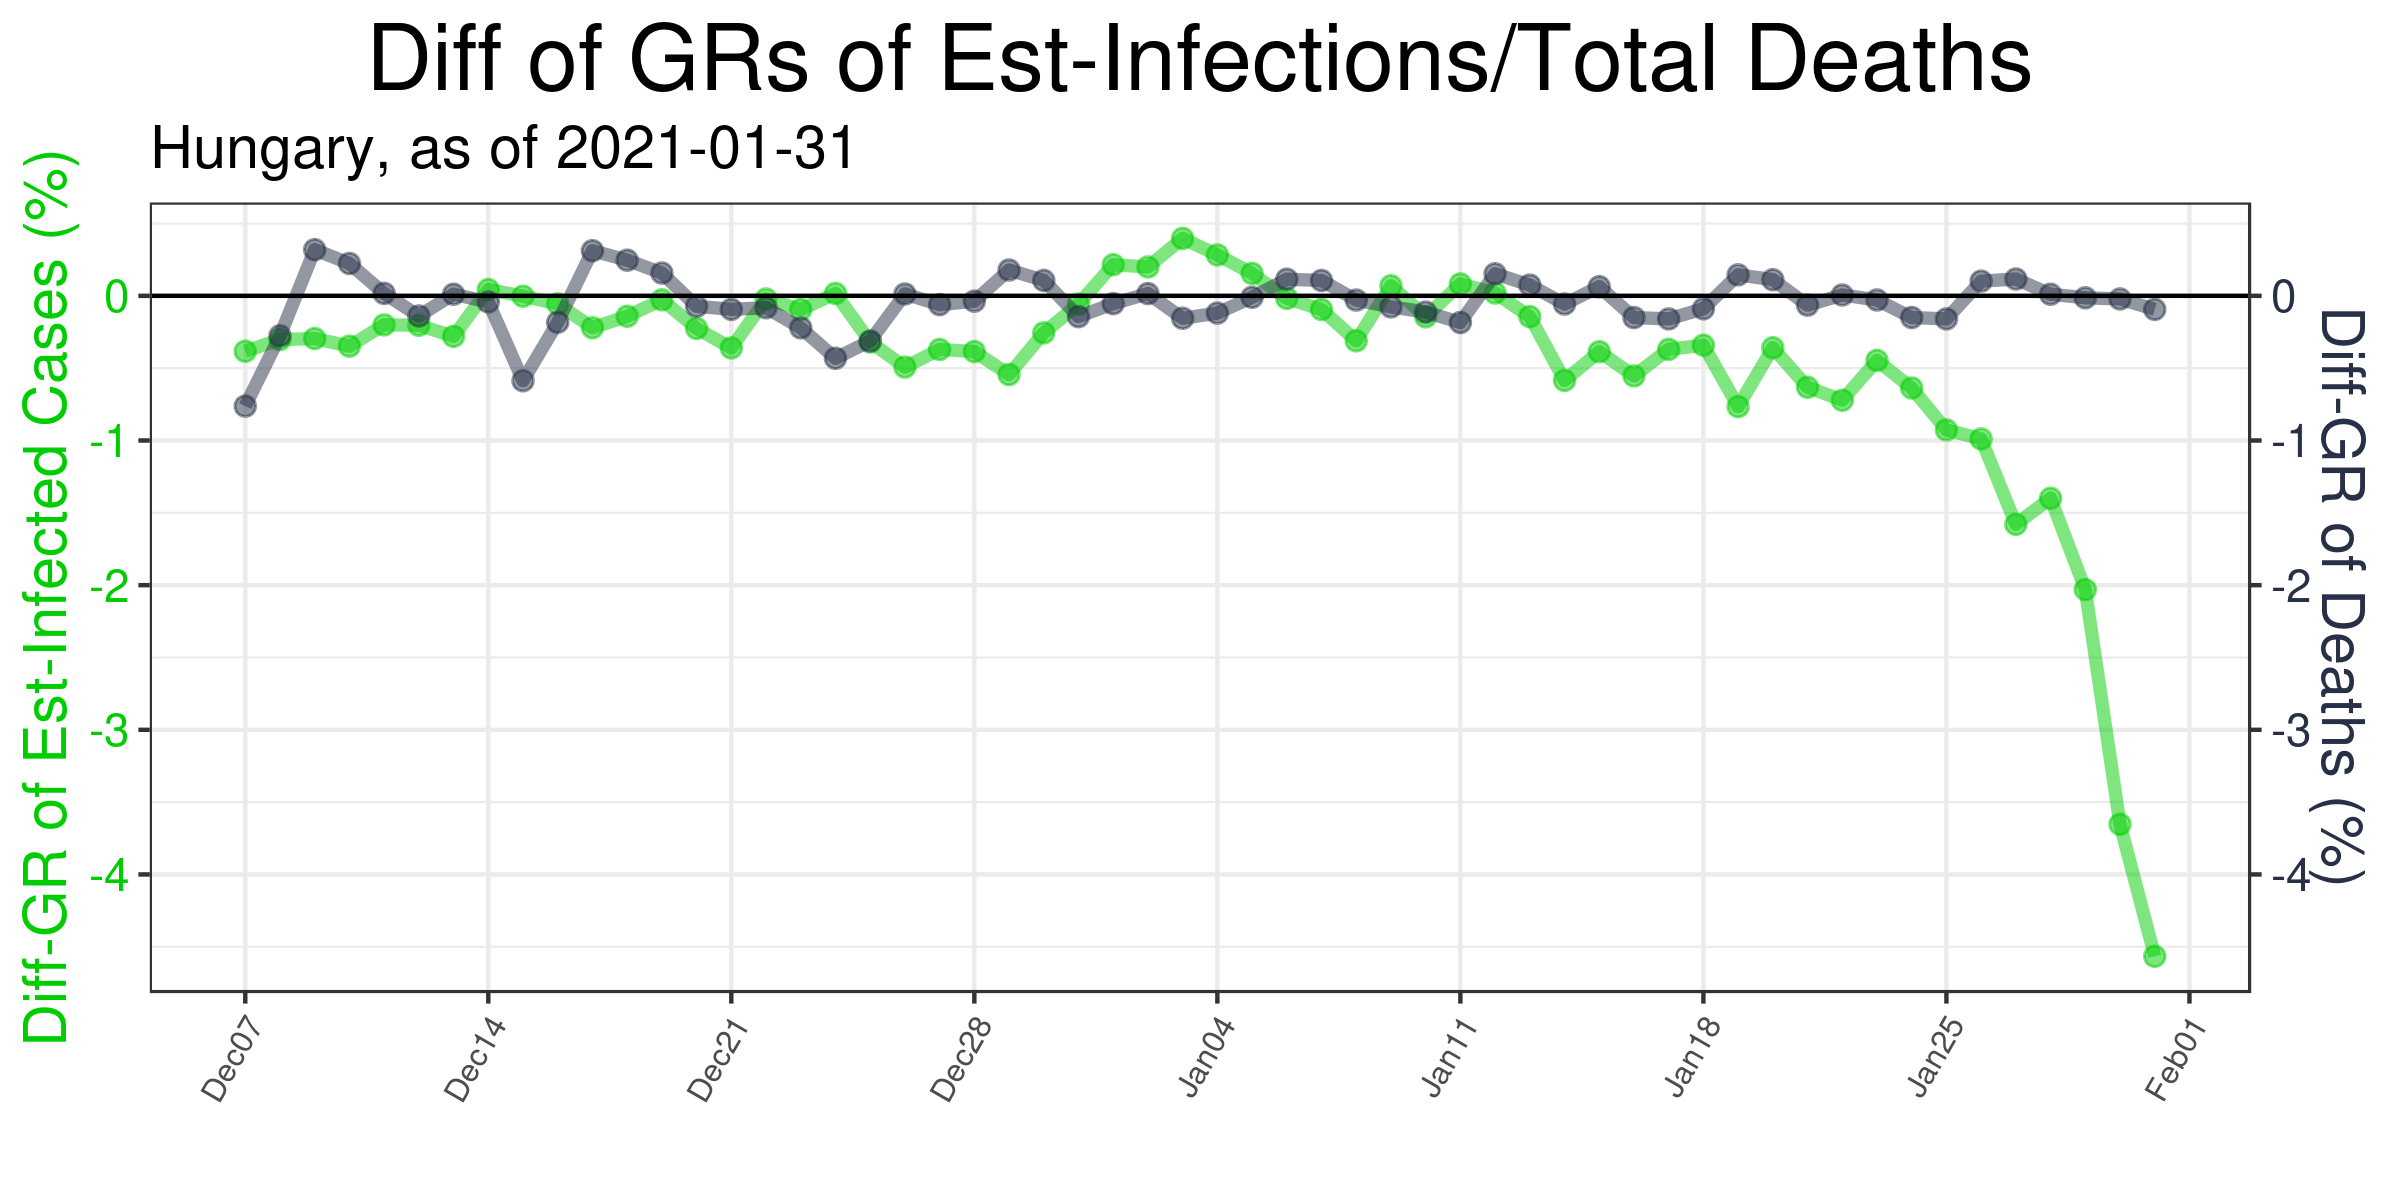 Diff of GRs of Est-Infections/Total Deaths
Hungary, as of 2021-01-31
Diff-GR of Est-Infected Cases (%)
0
-1
-2
-3
-4
0
-1
-2
-3
-4
Diff-GR of Deaths (%)
Dec07
Dec14
Dec21
Dec28
Jan04
Jan11
Jan18
Jan25
Feb01